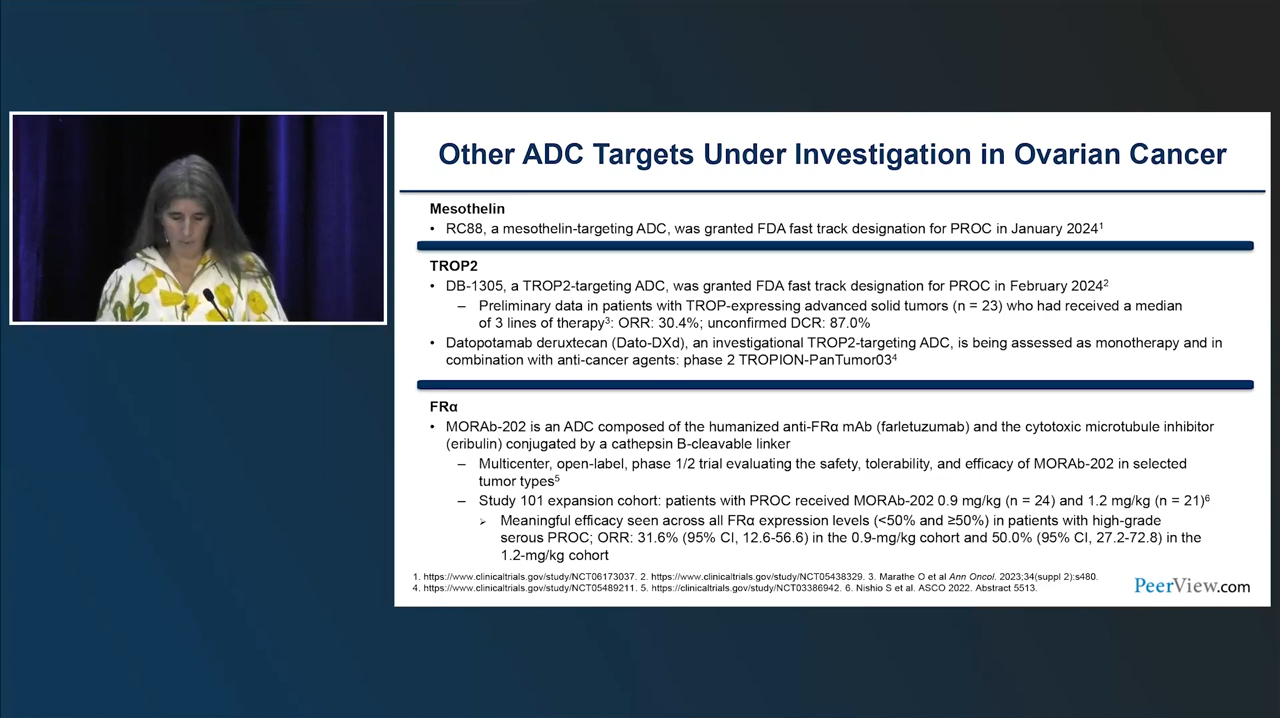 Other ADC Targets Under Investigation in Ovarian Cancer
Mesothelin
• RC88, a mesothelin-targeting ADC, was granted FDA fast track designation for PROC in January 2024¹
TROP2
• DB-1305, a TROP2-targeting ADC, was granted FDA fast track designation for PROC in February 2024²
– Preliminary data in patients with TROP-expressing advanced solid tumors (n = 23) who had received a median
of 3 lines of therapy³: ORR: 30.4%; unconfirmed DCR: 87.0%
• Datopotamab deruxtecan (Dato-DXd), an investigational TROP2-targeting ADC, is being assessed as monotherapy and in
combination with anti-cancer agents: phase 2 TROPION-PanTumor03⁴
FRα
• MORAb-202 is an ADC composed of the humanized anti-FRα mAb (farletuzumab) and the cytotoxic microtubule inhibitor
(eribulin) conjugated by a cathepsin B-cleavable linker
– Multicenter, open-label, phase 1/2 trial evaluating the safety, tolerability, and efficacy of MORAb-202 in selected
tumor types⁵
– Study 101 expansion cohort: patients with PROC received MORAb-202 0.9 mg/kg (n = 24) and 1.2 mg/kg (n = 21)⁶
➢ Meaningful efficacy seen across all FRα expression levels (<50% and ≥50%) in patients with high-grade
serous PROC; ORR: 31.6% (95% CI, 12.6-56.6) in the 0.9-mg/kg cohort and 50.0% (95% CI, 27.2-72.8) in the
1.2-mg/kg cohort
1. https://www.clinicaltrials.gov/study/NCT06173037. 2. https://www.clinicaltrials.gov/study/NCT05438329. 3. Marathe O et al Ann Oncol. 2023;34(suppl 2):s480.
4. https://www.clinicaltrials.gov/study/NCT05489211. 5. https://clinicaltrials.gov/study/NCT03386942. 6. Nishio S et al. ASCO 2022. Abstract 5513.
PeerView.com